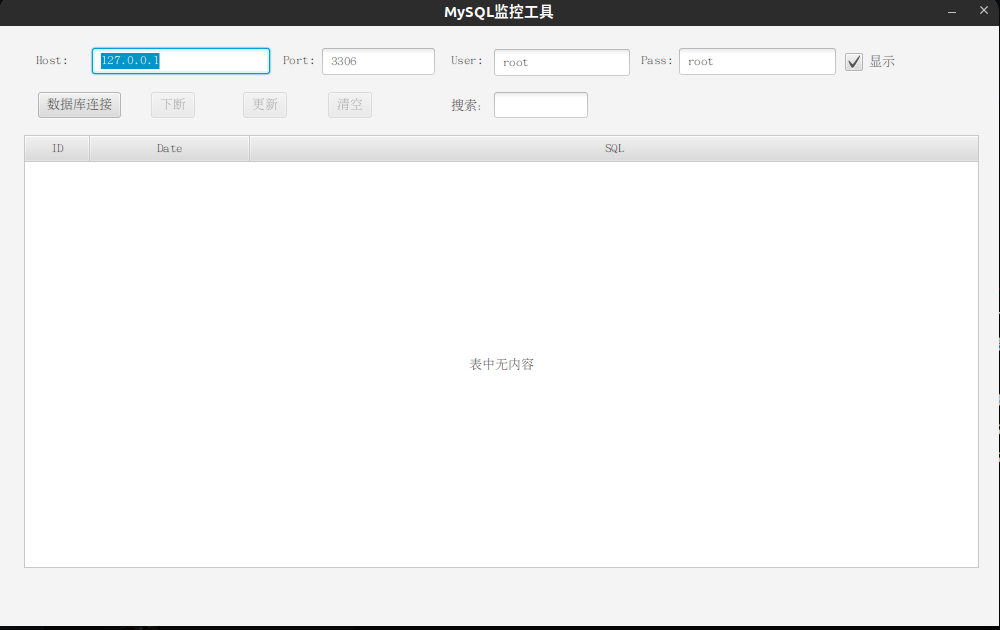 MySQL监控工具
Host: 127.0.0.1 Port: 3306 User: root Pass: root 显示
数据库连接 下断 更新 清空 搜索:
ID Date SQL
表中无内容